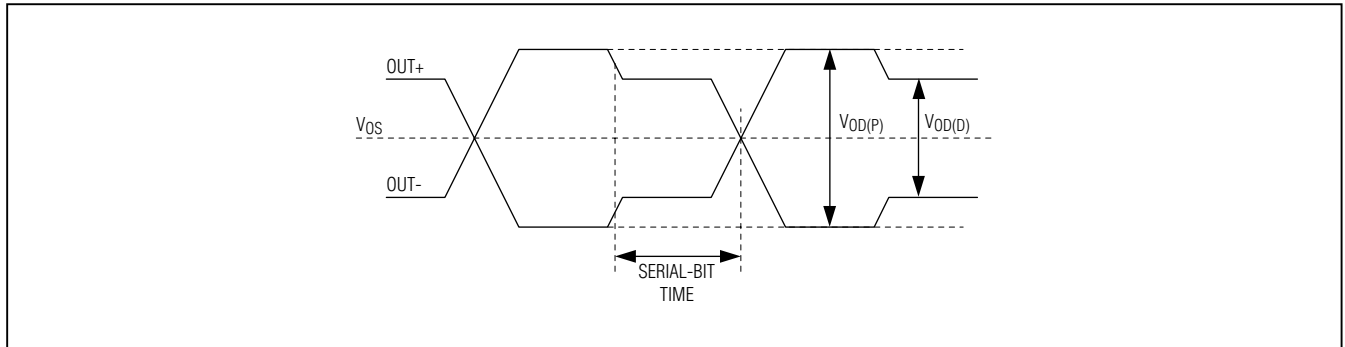 OUT+
VOS
OUT-
VOD(P)
VOD(D)
SERIAL-BIT
TIME